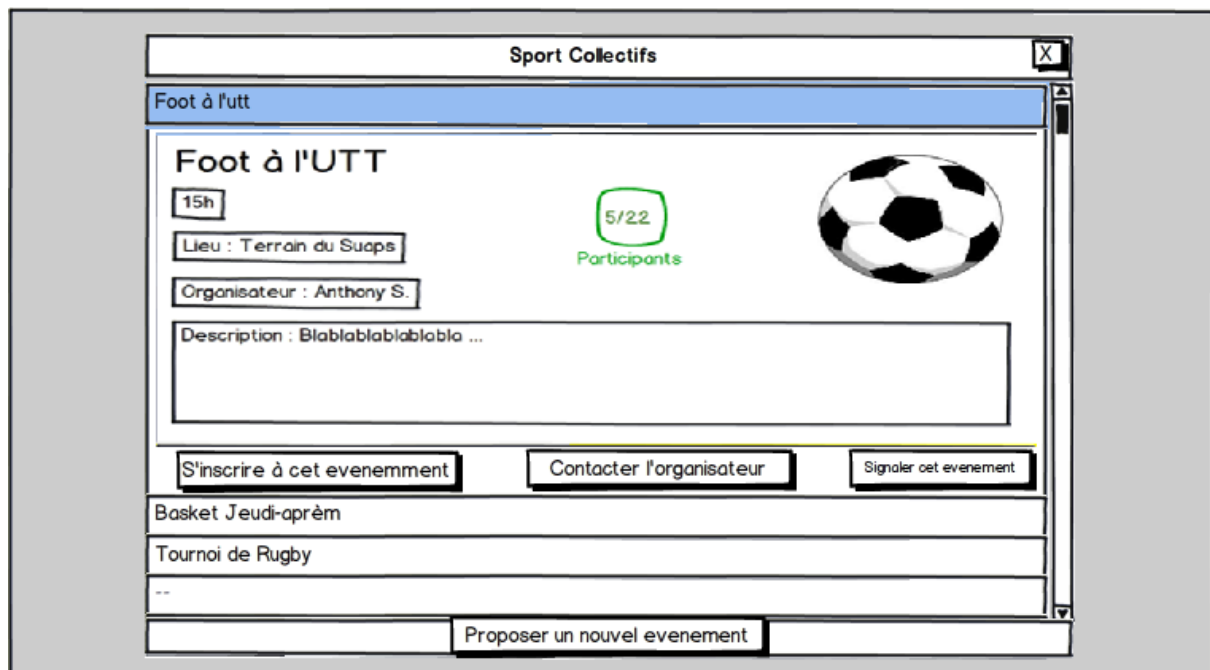 Sport Collectifs
X
Foot à l'utt
Foot à l'UTT
15h
5/22
Participants
Lieu : Terrain du Suaps
Organisateur : Anthony S.
Description : Blablablablablabla ...
S'inscrire à cet evenemment
Contacter l'organisateur
Signaler cet evenement
Basket Jeudi-aprèm
Tournoi de Rugby
--
Proposer un nouvel evenement